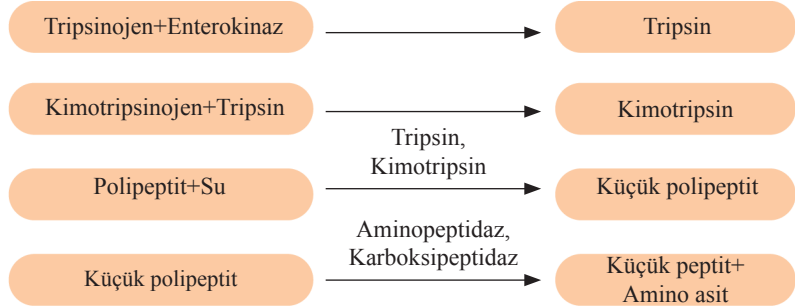 Tripsinojen+Enterokinaz
Tripsin
Kimotripsinojen+Tripsin
Kimotripsin
Tripsin,
Kimotripsin
Polipeptit+Su
Küçük polipeptit
Aminopeptidaz,
Karboksipeptidaz
Küçük polipeptit
Küçük peptit+
Amino asit